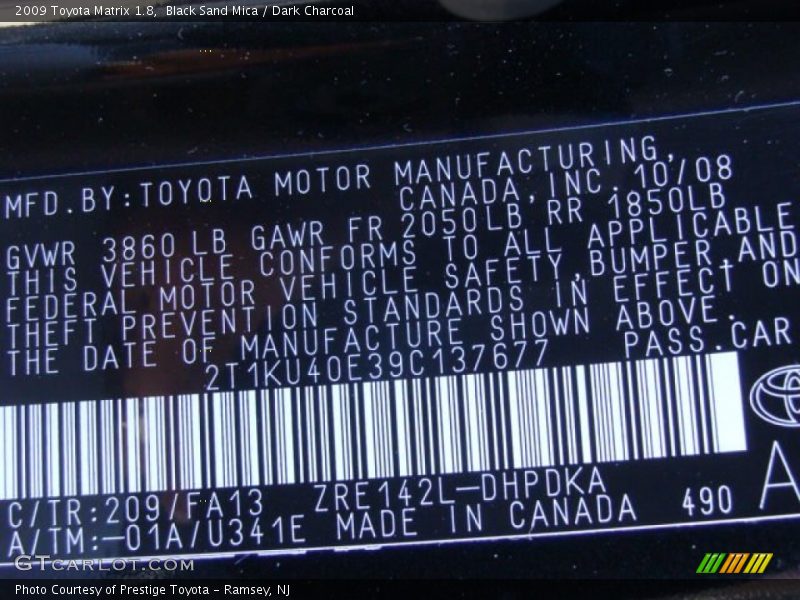 2009 Toyota Matrix 1.8, Black Sand Mica / Dark Charcoal
MFD.BY:TOYOTA MOTOR MANUFACTURING,
CANADA,INC. 10/08
GVWR 3860 LB GAWR FR 2050LB,RR 1850LB
THIS VEHICLE CONFORMS TO ALL APPLICABLE
FEDERAL MOTOR VEHICLE SAFETY,BUMPER,AND
THEFT PREVENTION STANDARDS IN EFFECT ON
THE DATE OF MANUFACTURE SHOWN ABOVE.
2T1KU40E39C137677 PASS.CAR
C/TR:209/FA13 ZRE142L-DHPDKA
A/TM:-01A/U341E MADE IN CANADA 490 A
GTCARLOT.COM
Photo Courtesy of Prestige Toyota - Ramsey, NJ